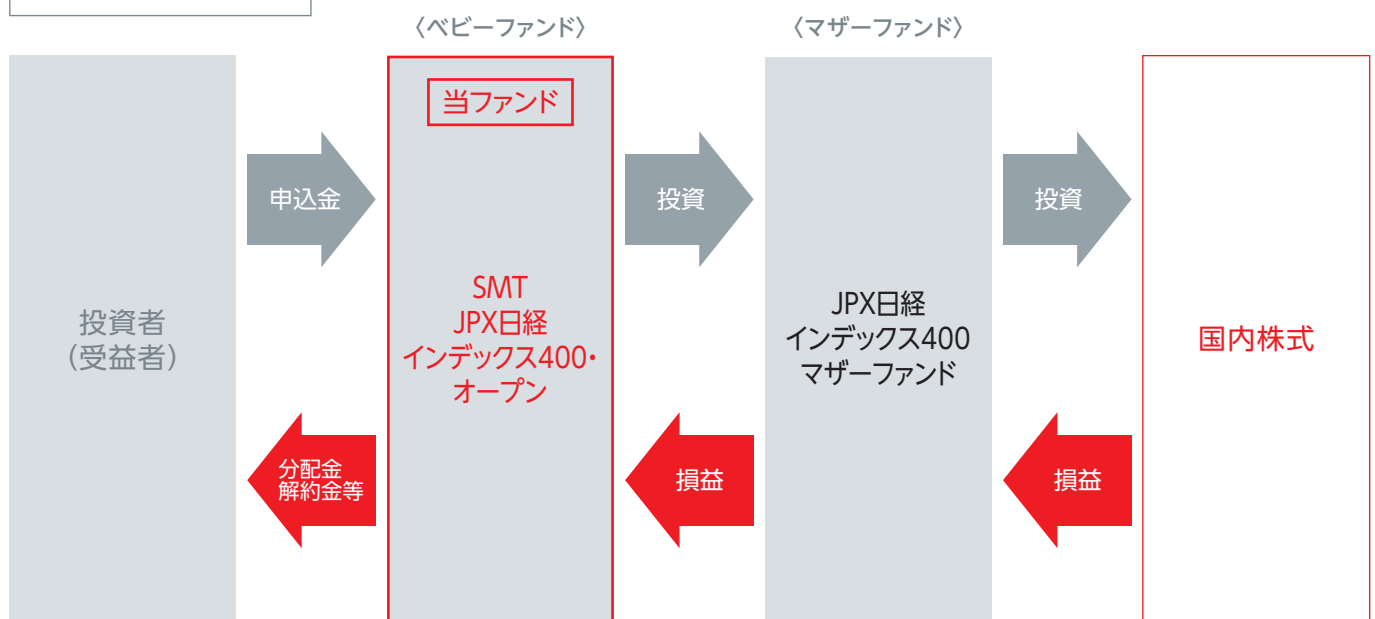 〈ベビーファンド〉
〈マザーファンド〉
当ファンド
申込金
投資
投資
投資者
(受益者)
SMT
JPX日経
インデックス400・
オープン
JPX日経
インデックス400
マザーファンド
国内株式
分配金
解約金等
損益
損益